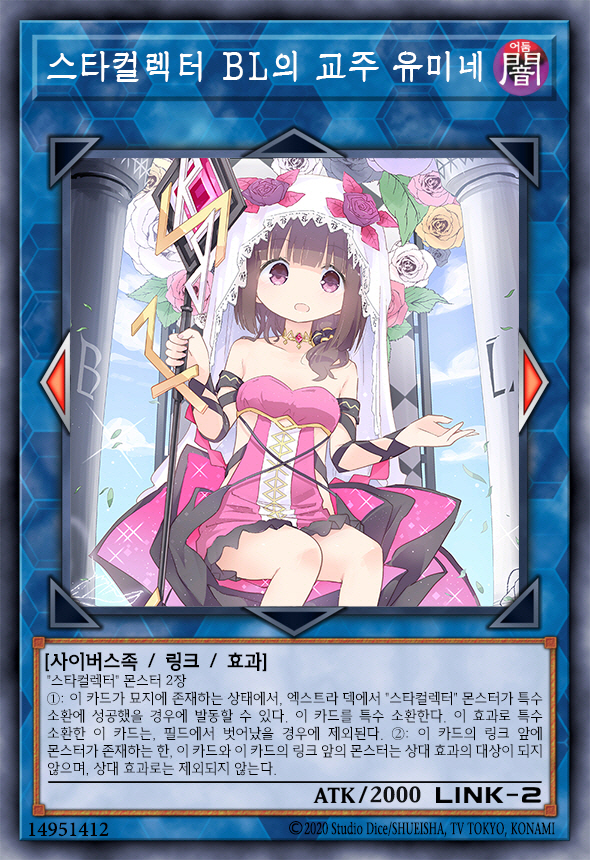 스타컬렉터 BL의 교주 유미네
어둠
闇
B
L
[사이버스족 / 링크 / 효과]
"스타컬렉터" 몬스터 2장
①: 이 카드가 묘지에 존재하는 상태에서, 엑스트라 덱에서 "스타컬렉터" 몬스터가 특수
소환에 성공했을 경우에 발동할 수 있다. 이 카드를 특수 소환한다. 이 효과로 특수
소환한 이 카드는, 필드에서 벗어났을 경우에 제외된다. ②: 이 카드의 링크 앞에
몬스터가 존재하는 한, 이 카드와 이 카드의 링크 앞의 몬스터는 상대 효과의 대상이 되지
않으며, 상대 효과로는 제외되지 않는다.
ATK/2000 LINK-2
14951412 ©2020 Studio Dice/SHUEISHA, TV TOKYO, KONAMI